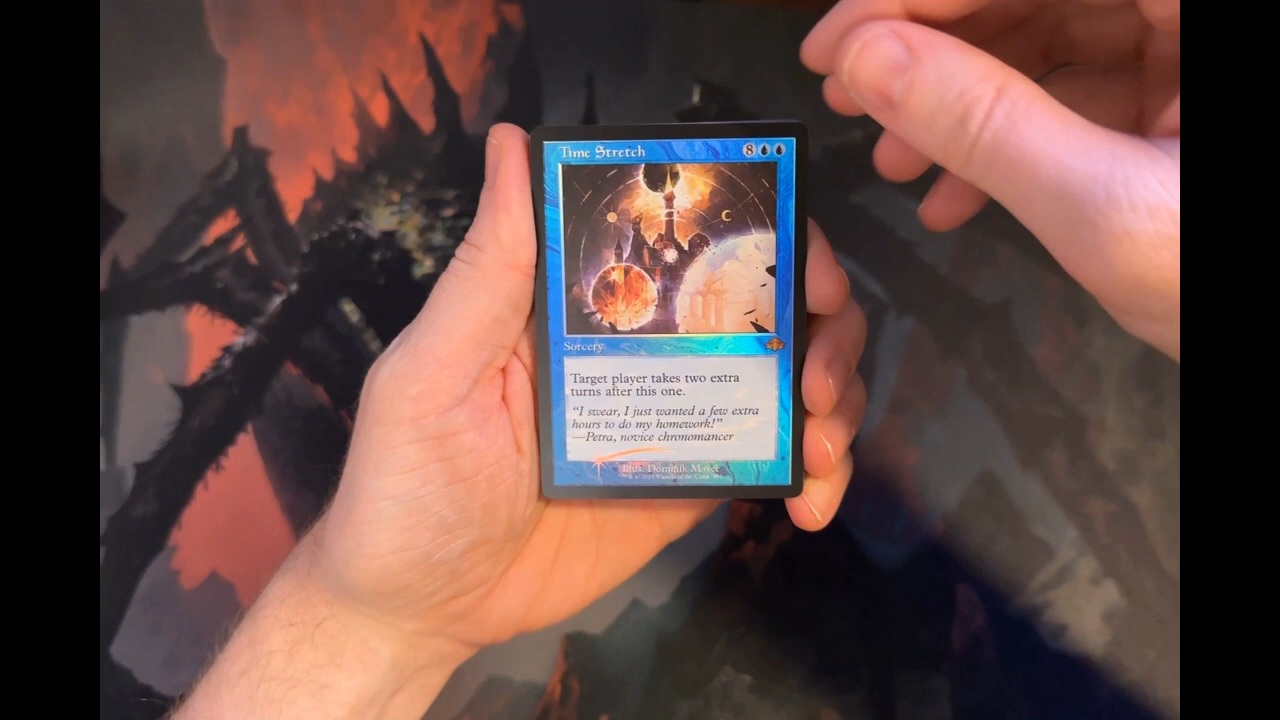 Time Stretch 8
Sorcery
Target player takes two extra
turns after this one.
"I swear, I just wanted a few extra
hours to do my homework!"
—Petra, novice chronomancer
Illus. Dominik Mayer